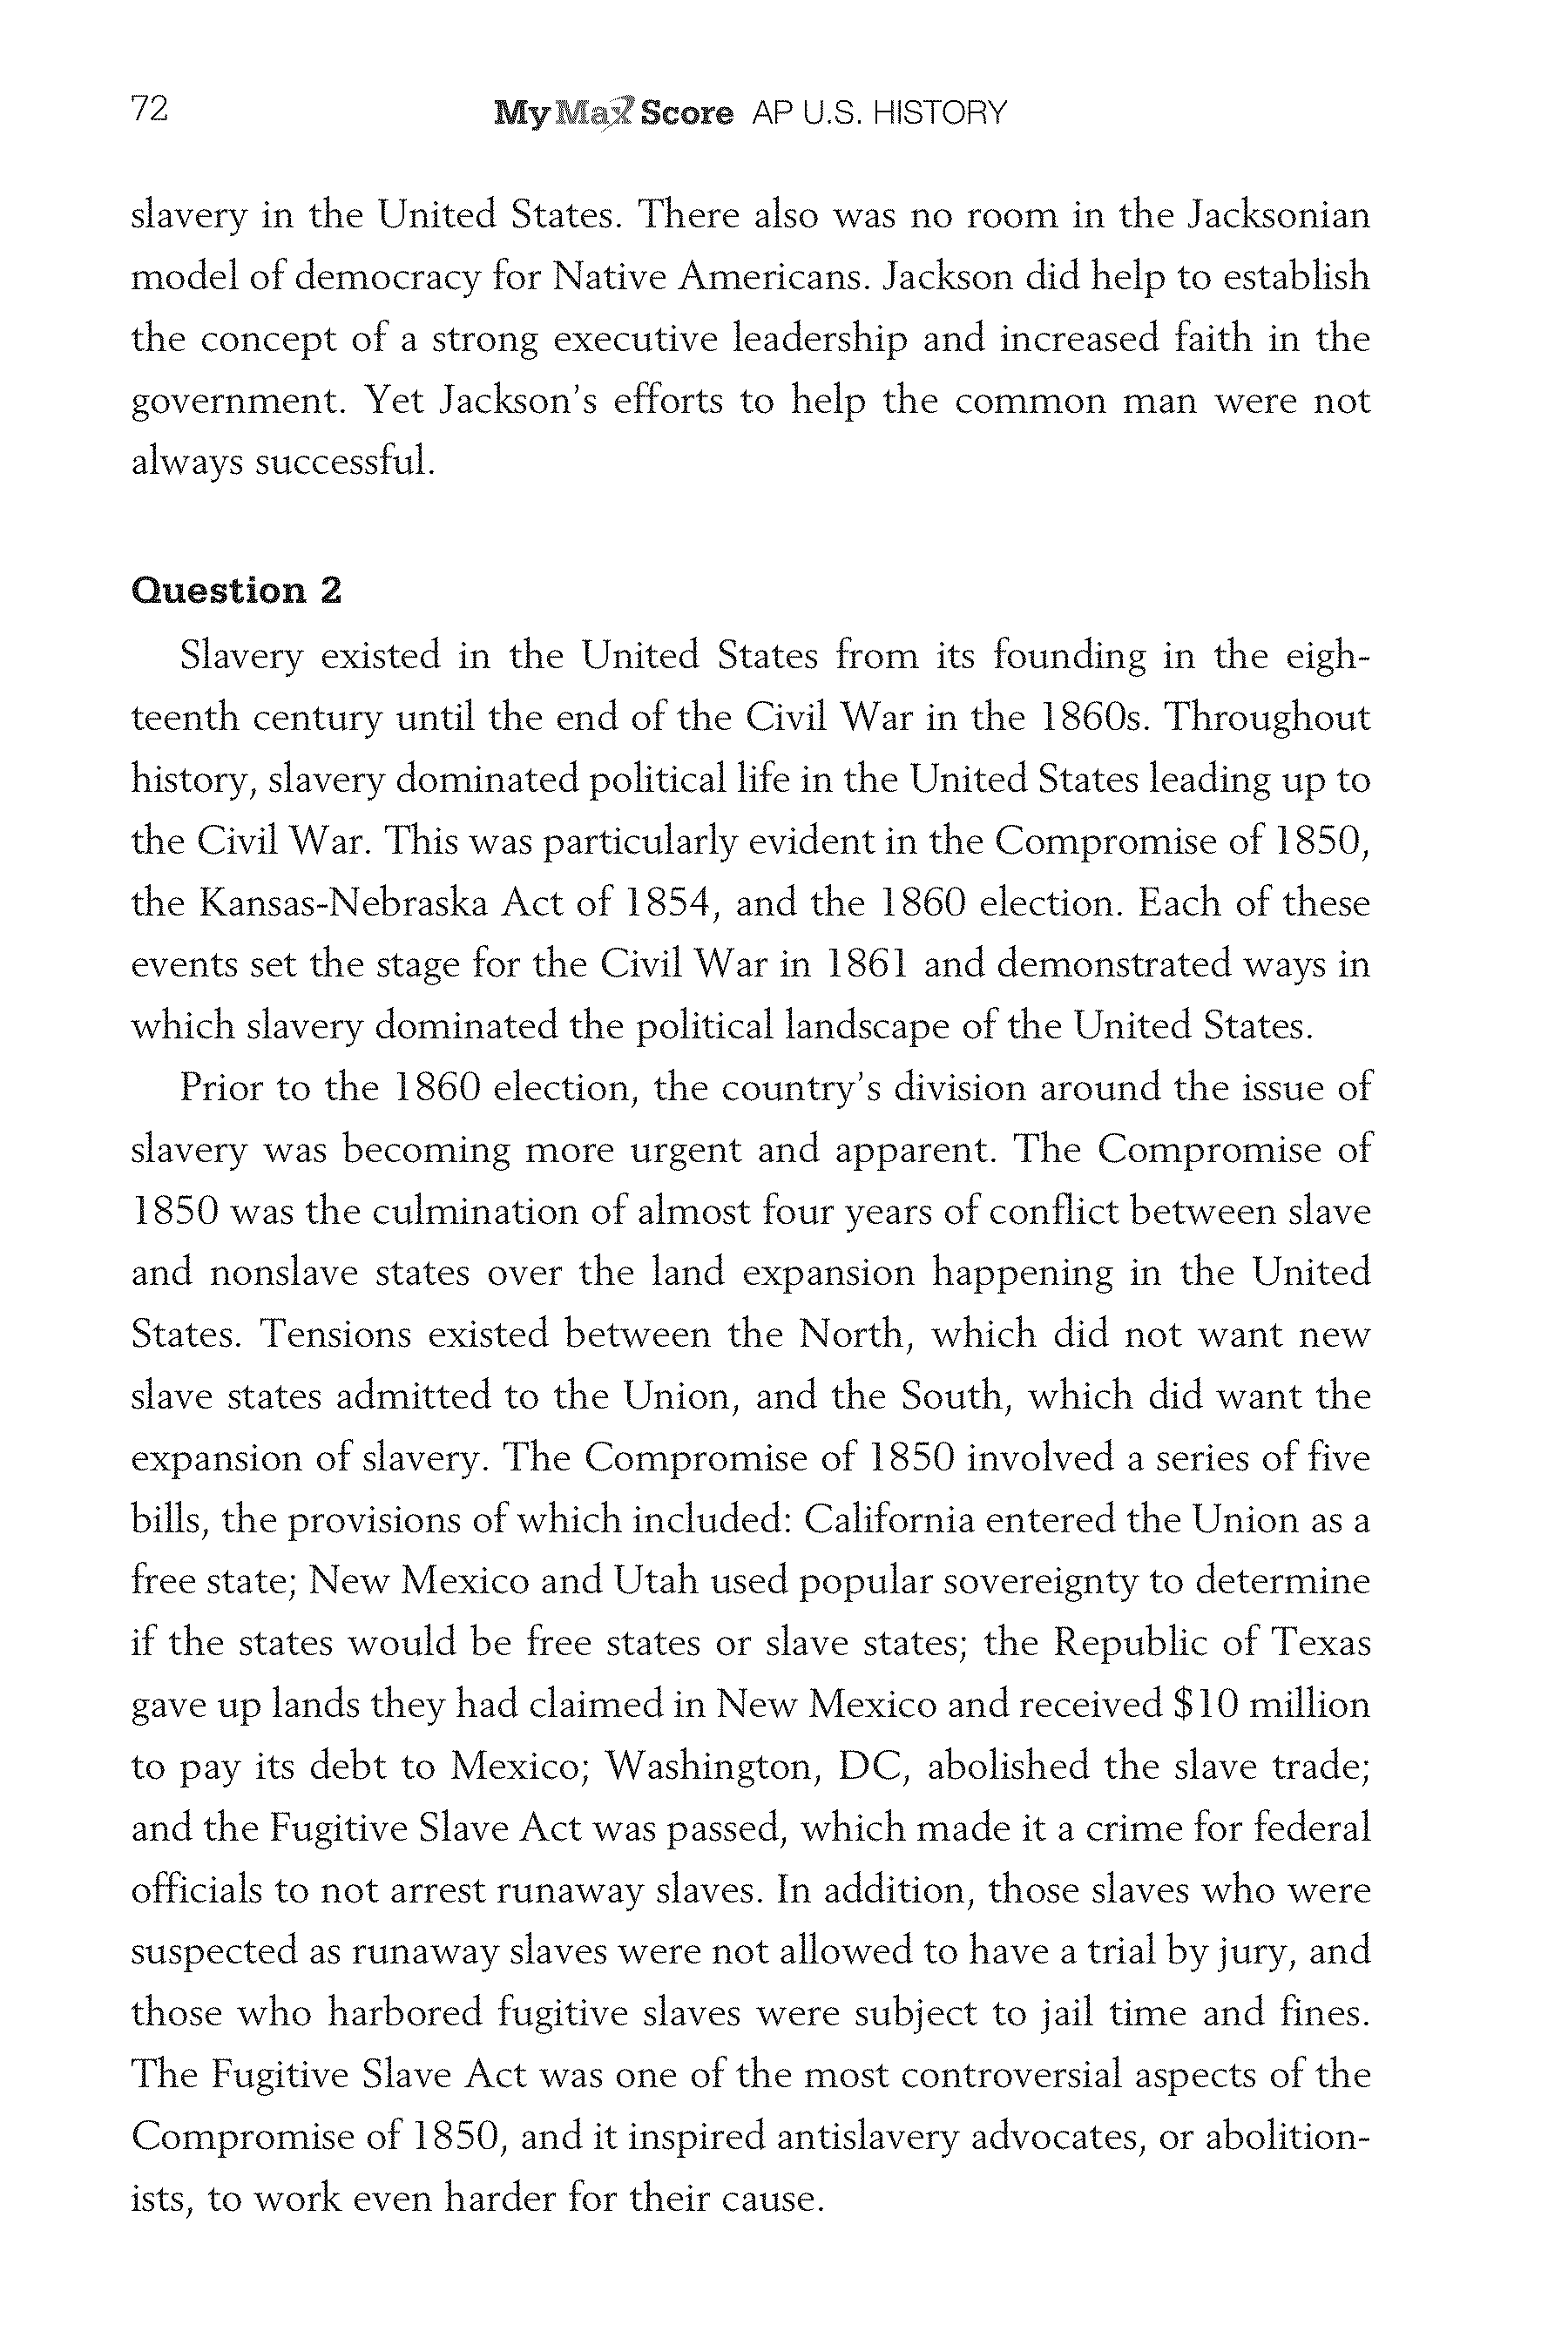 72
My Max Score AP U.S. HISTORY
slavery in the United States. There also was no room in the Jacksonian
model of democracy for Native Americans. Jackson did help to establish
the concept of a strong executive leadership and increased faith in the
government. Yet Jackson's efforts to help the common man were not
always successful.
Question 2
Slavery existed in the United States from its founding in the eigh-
teenth century until the end of the Civil War in the 1860s. Throughout
history, slavery dominated political life in the United States leading up to
the Civil War. This was particularly evident in the Compromise of 1850,
the Kansas-Nebraska Act of 1854, and the 1860 election. Each of these
events set the stage for the Civil War in 1861 and demonstrated ways in
which slavery dominated the political landscape of the United States.
Prior to the 1860 election, the country's division around the issue of
slavery was becoming more urgent and apparent. The Compromise of
1850 was the culmination of almost four years of conflict between slave
and nonslave states over the land expansion happening in the United
States. Tensions existed between the North, which did not want new
slave states admitted to the Union, and the South, which did want the
expansion of slavery. The Compromise of 1850 involved a series of five
bills, the provisions of which included: California entered the Union as a
free state; New Mexico and Utah used popular sovereignty to determine
if the states would be free states or slave states; the Republic of Texas
gave up lands they had claimed in New Mexico and received $10 million
to pay its debt to Mexico; Washington, DC, abolished the slave trade;
and the Fugitive Slave Act was passed, which made it a crime for federal
officials to not arrest runaway slaves. In addition, those slaves who were
suspected as runaway slaves were not allowed to have a trial by jury, and
those who harbored fugitive slaves were subject to jail time and fines.
The Fugitive Slave Act was one of the most controversial aspects of the
Compromise of 1850, and it inspired antislavery advocates, or abolition-
ists, to work even harder for their cause.